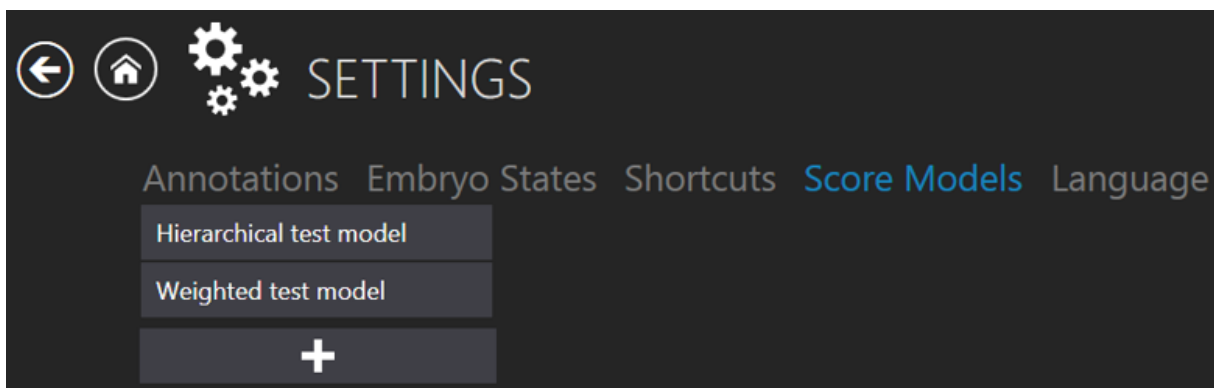 SETTINGS
Annotations Embryo States Shortcuts Score Models Language
Hierarchical test model
Weighted test model